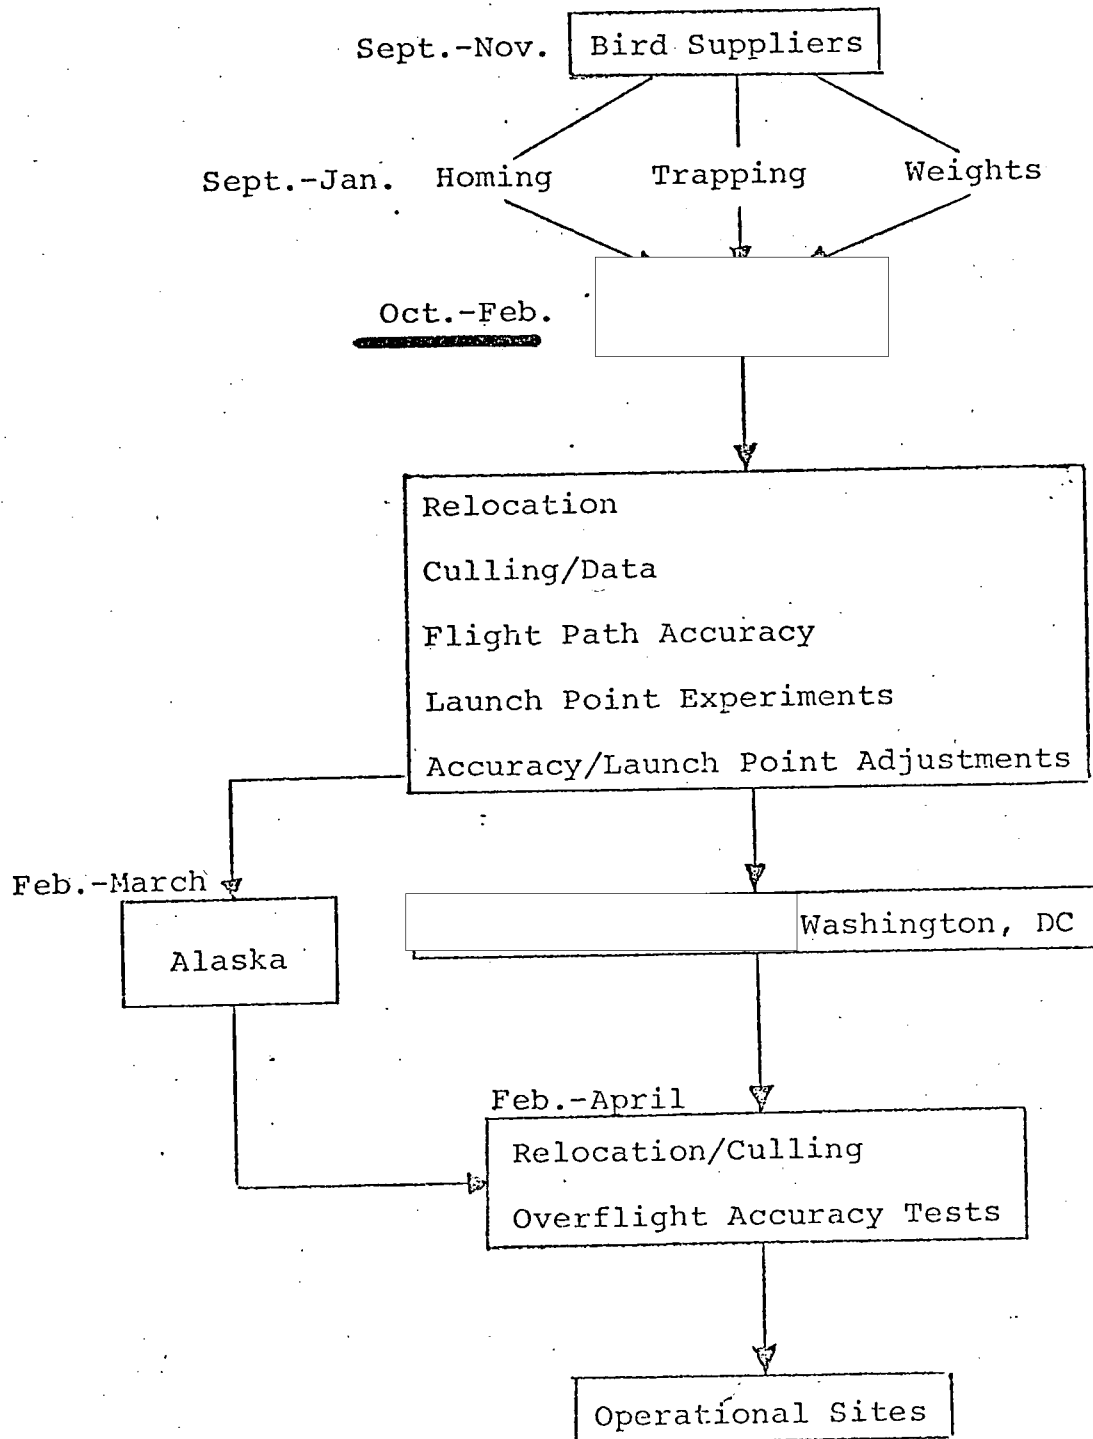 Sept.-Nov. Bird Suppliers
Sept.-Jan. Homing Trapping Weights
Oct.-Feb.
Relocation
Culling/Data
Flight Path Accuracy
Launch Point Experiments
Accuracy/Launch Point Adjustments
Feb.-March
Alaska
Washington, DC
Feb.-April
Relocation/Culling
Overflight Accuracy Tests
Operational Sites